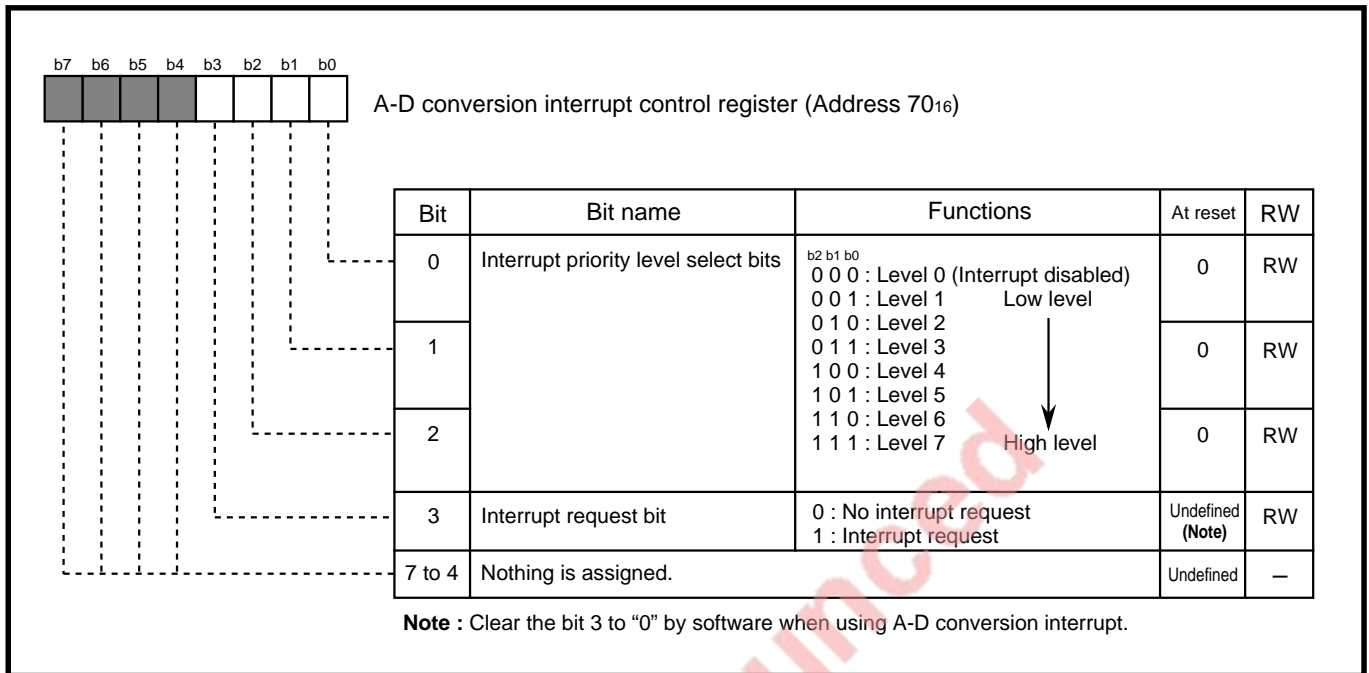 b7 b6 b5 b4 b3 b2 b1 b0
A-D conversion interrupt control register (Address 70₁₆)
Bit Bit name Functions At reset RW
0 Interrupt priority level select bits b2 b1 b0 0 RW
0 0 0 : Level 0 (Interrupt disabled)
0 0 1 : Level 1 Low level
0 1 0 : Level 2
1 0 1 1 : Level 3 0 RW
1 0 0 : Level 4
1 0 1 : Level 5
2 1 1 0 : Level 6 0 RW
1 1 1 : Level 7 High level
3 Interrupt request bit 0 : No interrupt request Undefined RW
1 : Interrupt request (Note)
7 to 4 Nothing is assigned. Undefined –
Note : Clear the bit 3 to “0” by software when using A-D conversion interrupt.
unced